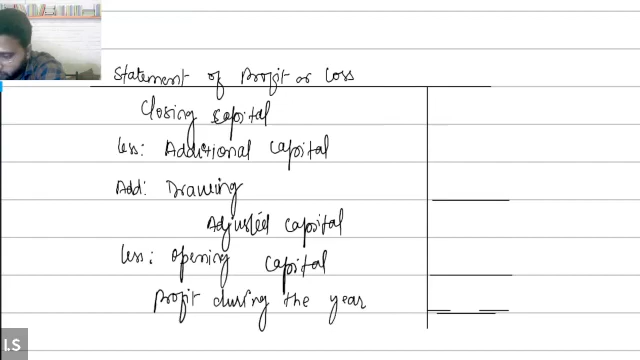 Statement of Profit or Loss
Closing Capital
Less: Additional Capital
Add: Drawing
Adjusted Capital
Less: Opening Capital
Profit during the year
I.S